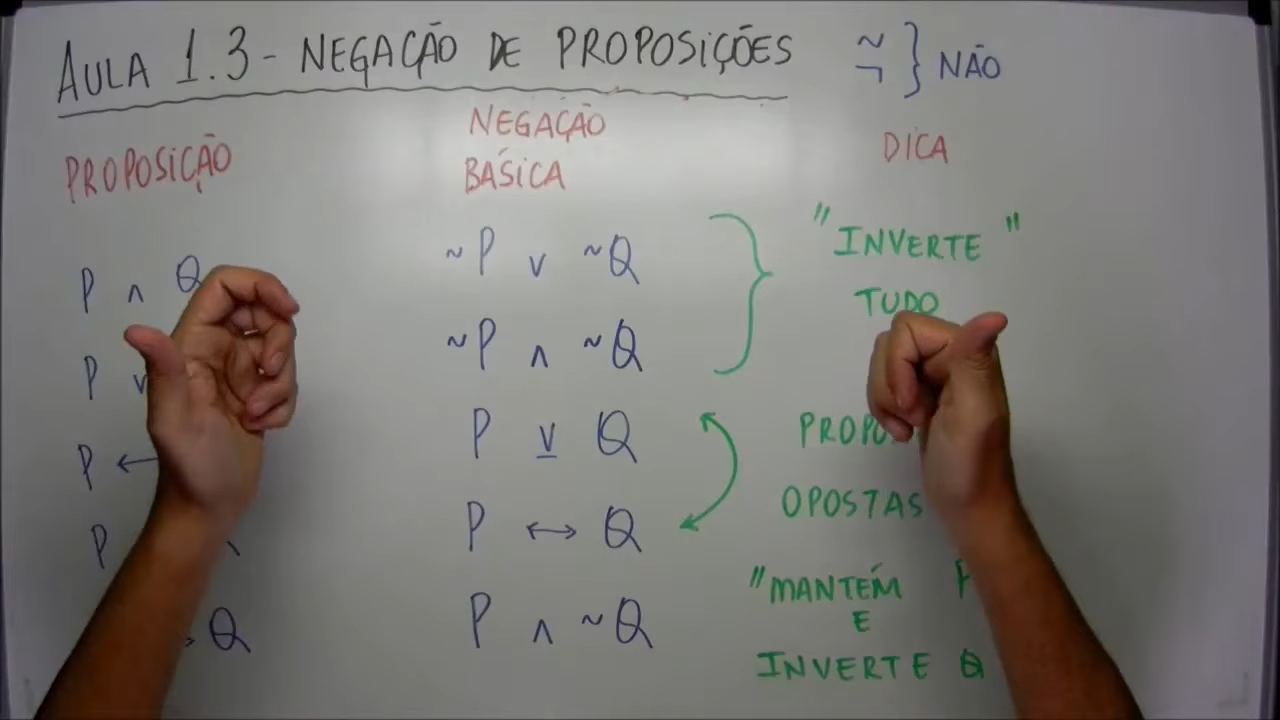 AULA 1.3 - NEGAÇÃO DE PROPOSIÇÕES
~
¬ } NÃO
PROPOSIÇÃO
NEGAÇÃO
BÁSICA
DICA
P ∧ Q
~P ∨ ~Q
"INVERTE"
TUDO
P ∨
~P ∧ ~Q
P
P ⊻ Q
OPOSTAS
P
P ↔ Q
"MANTÉM P
E
INVERTE Q
Q
P ∧ ~Q